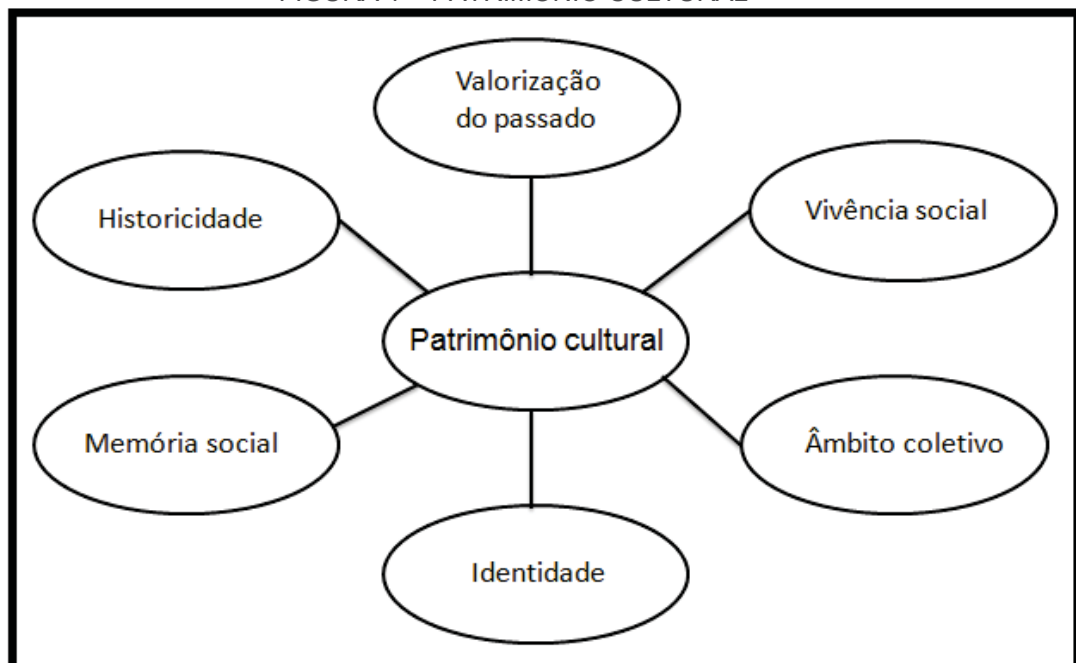 Valorização
do passado
Historicidade
Vivência social
Patrimônio cultural
Memória social
Âmbito coletivo
Identidade